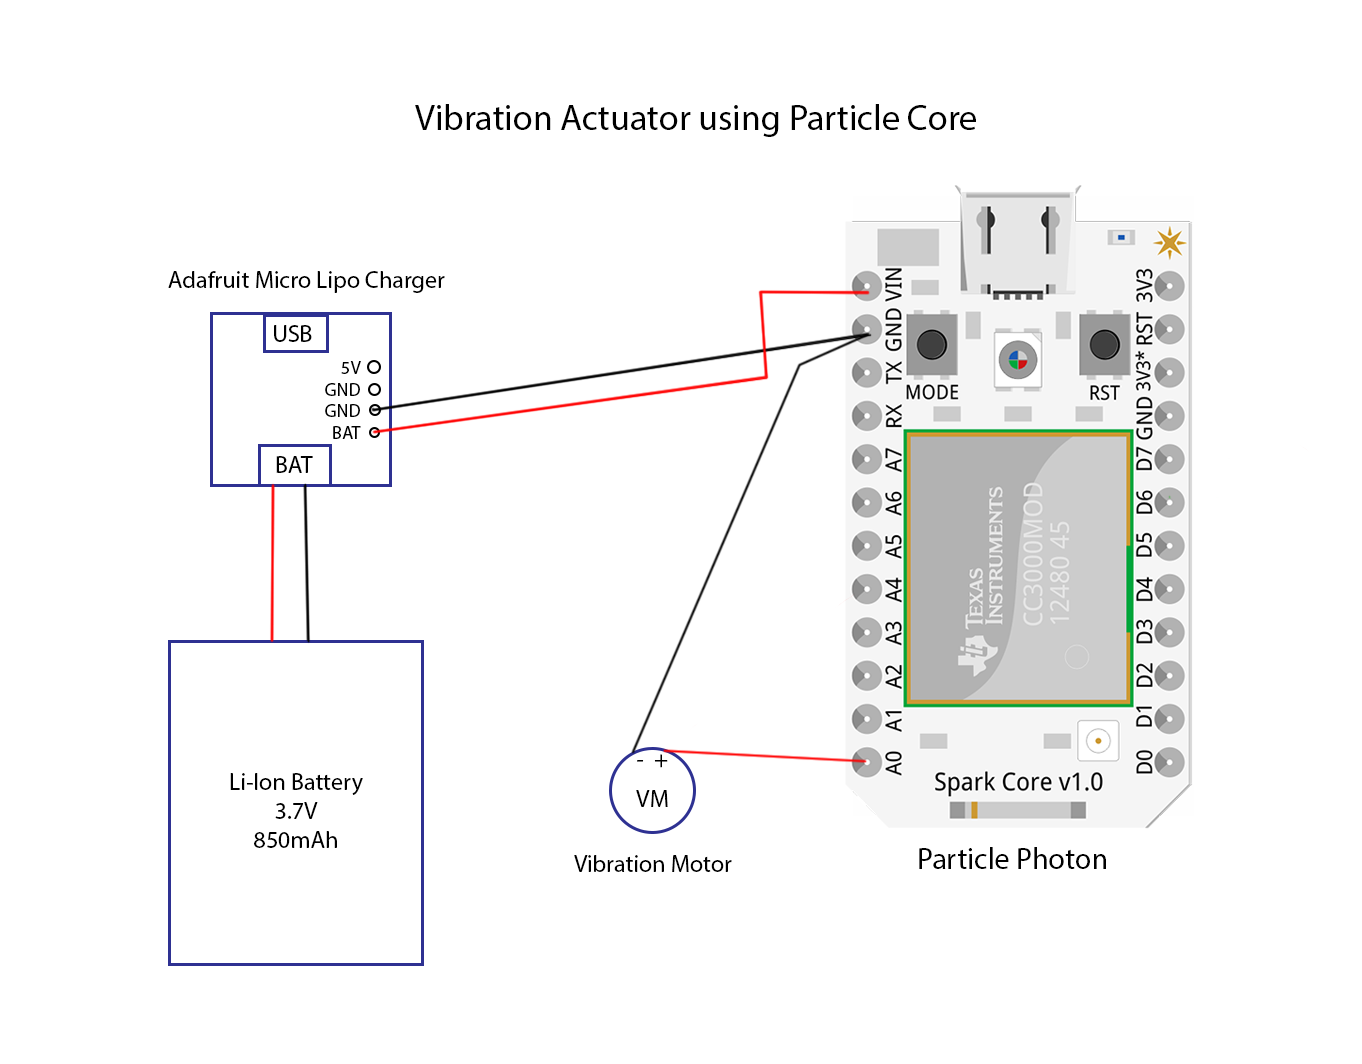 Vibration Actuator using Particle Core
Adafruit Micro Lipo Charger
USB
5V
GND
GND
BAT
BAT
Li-Ion Battery
3.7V
850mAh
- +
VM
Vibration Motor
VIN
GND
TX
RX
A7
A6
A5
A4
A3
A2
A1
A0
MODE
RST
3V3
RST
3V3*
GND
D7
D6
D5
D4
D3
D2
D1
D0
TEXAS
INSTRUMENTS
CC3000MOD
12480 45
Spark Core v1.0
Particle Photon